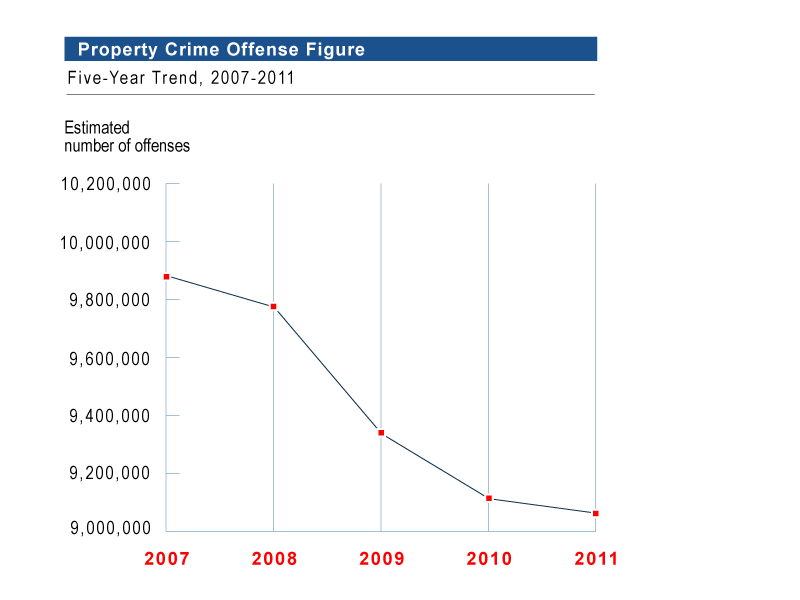 Property Crime Offense Figure
Five-Year Trend, 2007-2011
Estimated
number of offenses
10,200,000
10,000,000
9,800,000
9,600,000
9,400,000
9,200,000
9,000,000
2007 2008 2009 2010 2011